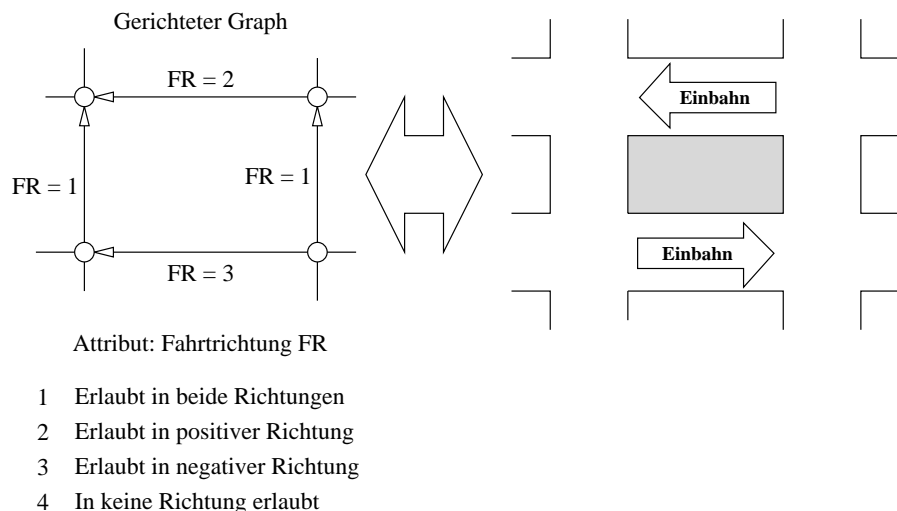 Gerichteter Graph
FR = 2
FR = 1
FR = 1
FR = 3
Einbahn
Einbahn
Attribut: Fahrtrichtung FR
1 Erlaubt in beide Richtungen
2 Erlaubt in positiver Richtung
3 Erlaubt in negativer Richtung
4 In keine Richtung erlaubt